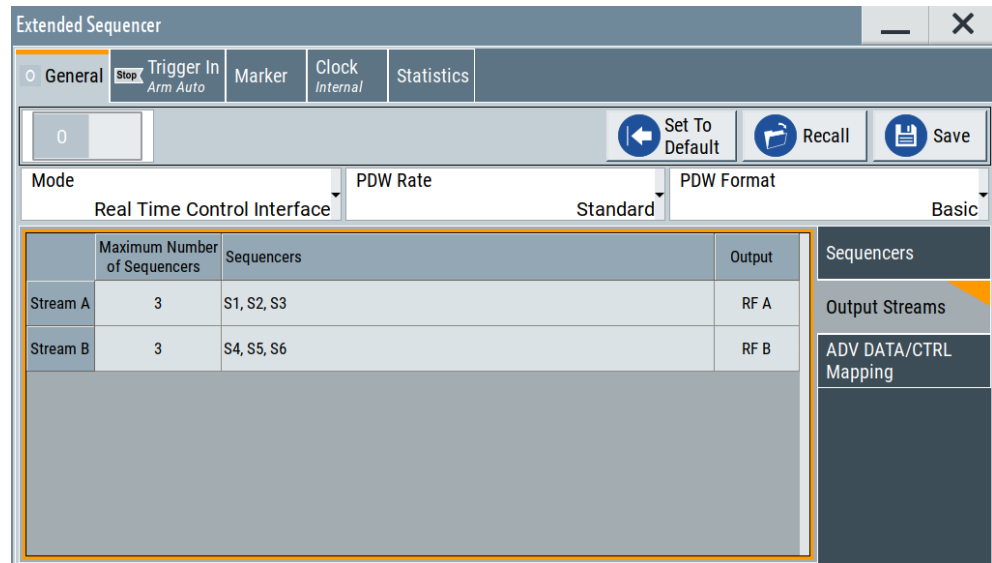 Extended Sequencer
0 General
Stop Trigger In
Arm Auto
Marker
Clock
Internal
Statistics
0
Set To
Default
Recall
Save
Mode
Real Time Control Interface
PDW Rate
Standard
PDW Format
Basic
Maximum Number
of Sequencers
Sequencers
Output
Stream A 3 S1, S2, S3 RF A
Stream B 3 S4, S5, S6 RF B
Sequencers
Output Streams
ADV DATA/CTRL
Mapping